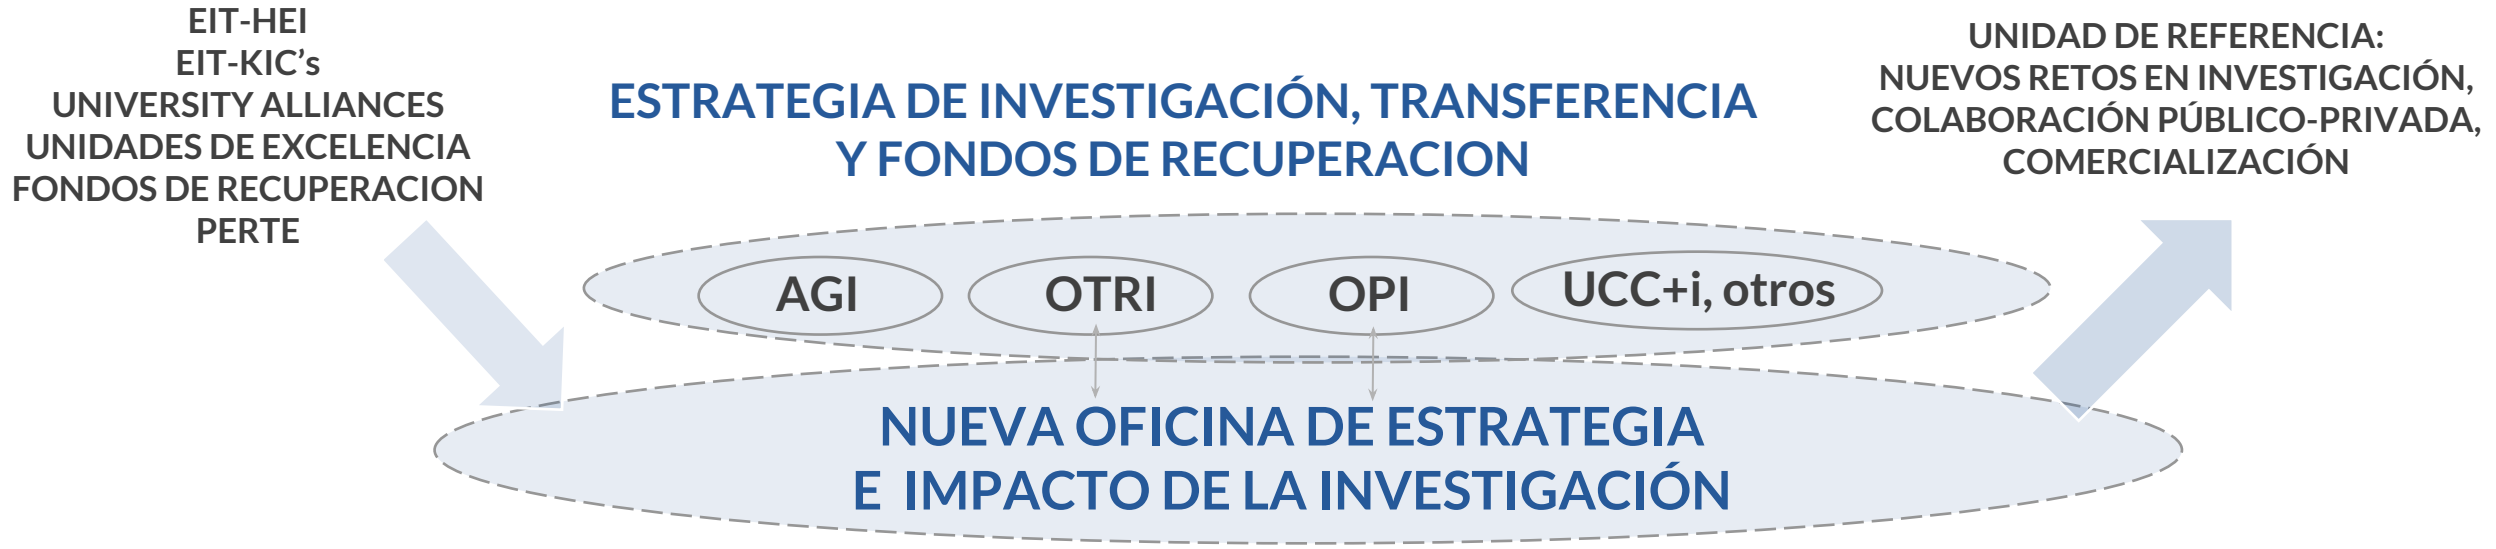 EIT-HEI
EIT-KIC’s
UNIVERSITY ALLIANCES
UNIDADES DE EXCELENCIA
FONDOS DE RECUPERACION
PERTE
ESTRATEGIA DE INVESTIGACIÓN, TRANSFERENCIA
Y FONDOS DE RECUPERACION
UNIDAD DE REFERENCIA:
NUEVOS RETOS EN INVESTIGACIÓN,
COLABORACIÓN PÚBLICO-PRIVADA,
COMERCIALIZACIÓN
AGI
OTRI
OPI
UCC+i, otros
NUEVA OFICINA DE ESTRATEGIA
E IMPACTO DE LA INVESTIGACIÓN